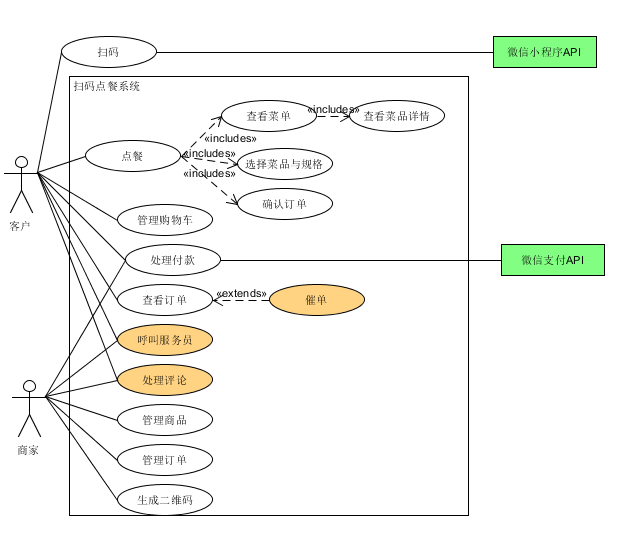 扫码
微信小程序API
扫码点餐系统
查看菜单
«includes»
查看菜品详情
«includes»
点餐
«includes»
选择菜品与规格
«includes»
确认订单
客户
管理购物车
处理付款
微信支付API
查看订单
«extends»
催单
呼叫服务员
处理评论
商家
管理商品
管理订单
生成二维码